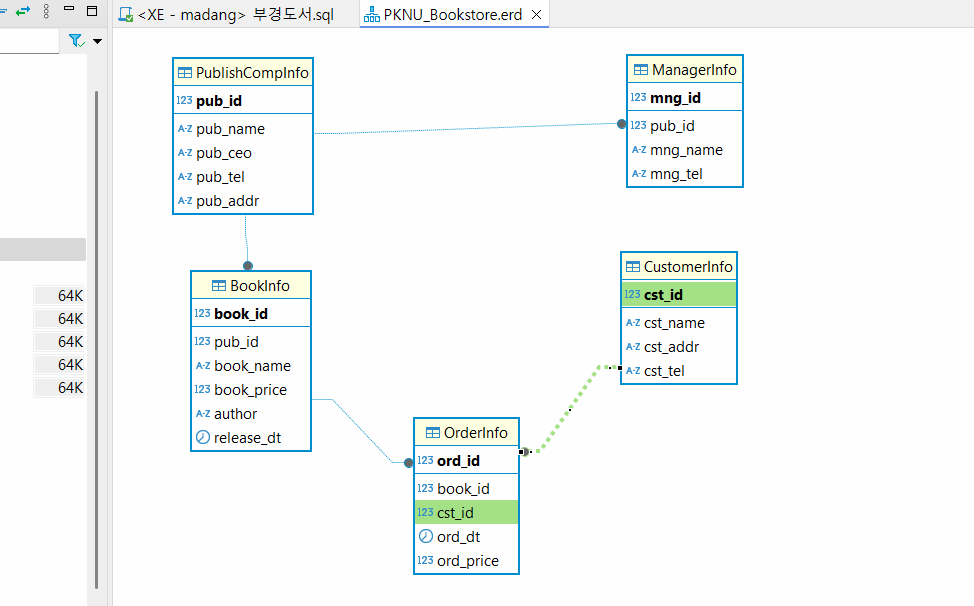 <XE - madang> 부경도서.sql
PKNU_Bookstore.erd
64K
64K
64K
64K
64K
PublishCompInfo
123 pub_id
A-Z pub_name
A-Z pub_ceo
A-Z pub_tel
A-Z pub_addr
ManagerInfo
123 mng_id
123 pub_id
A-Z mng_name
A-Z mng_tel
BookInfo
123 book_id
123 pub_id
A-Z book_name
123 book_price
A-Z author
release_dt
CustomerInfo
123 cst_id
A-Z cst_name
A-Z cst_addr
A-Z cst_tel
OrderInfo
123 ord_id
123 book_id
123 cst_id
ord_dt
123 ord_price